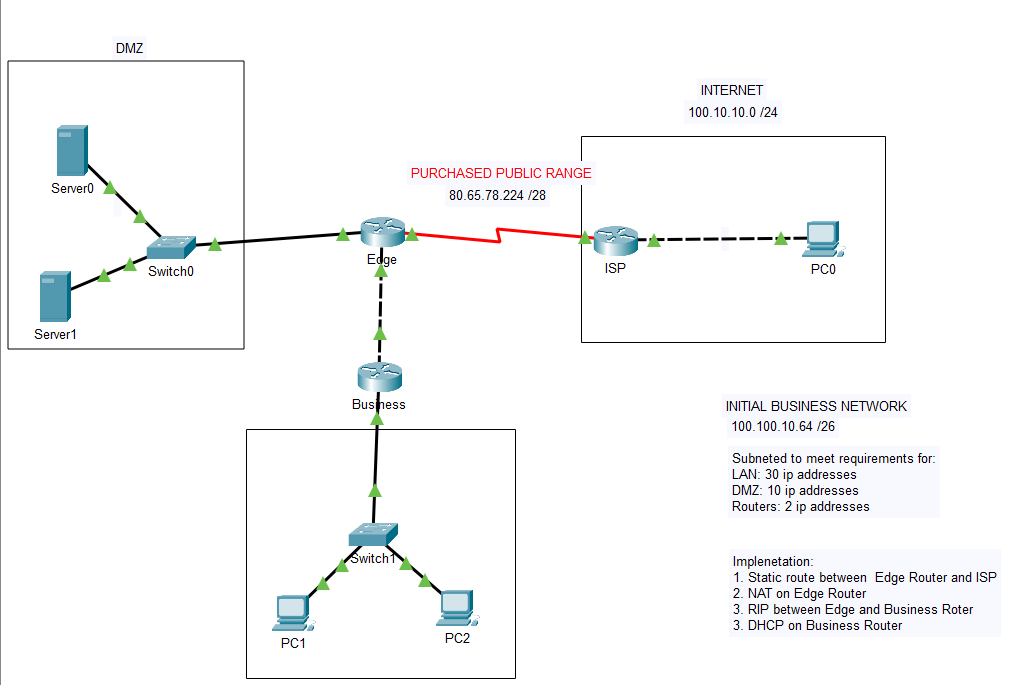 DMZ
INTERNET
100.10.10.0 /24
PURCHASED PUBLIC RANGE
80.65.78.224 /28
Server0
Switch0
Server1
Edge
ISP
PC0
Business
INITIAL BUSINESS NETWORK
100.100.10.64 /26
Subneted to meet requirements for:
LAN: 30 ip addresses
DMZ: 10 ip addresses
Routers: 2 ip addresses
Switch1
PC1
PC2
Implenetation:
1. Static route between Edge Router and ISP
2. NAT on Edge Router
3. RIP between Edge and Business Roter
3. DHCP on Business Router